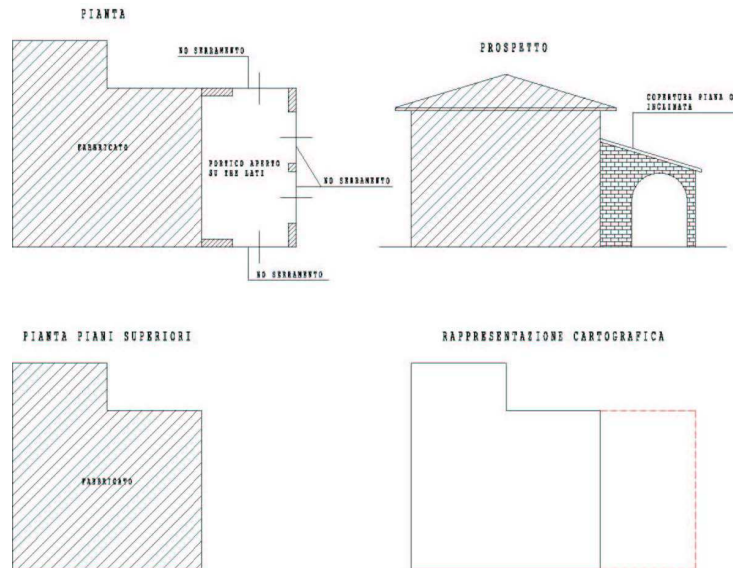 PIANTA
NO SERRAMENTO
PROSPETTO
COPERTURA PIANA O
INCLINATA
FABBRICATO
PORTICO APERTO
SU TRE LATI
NO SERRAMENTO
NO SERRAMENTO
PIANTA PIANI SUPERIORI
RAPPRESENTAZIONE CARTOGRAFICA
FABBRICATO